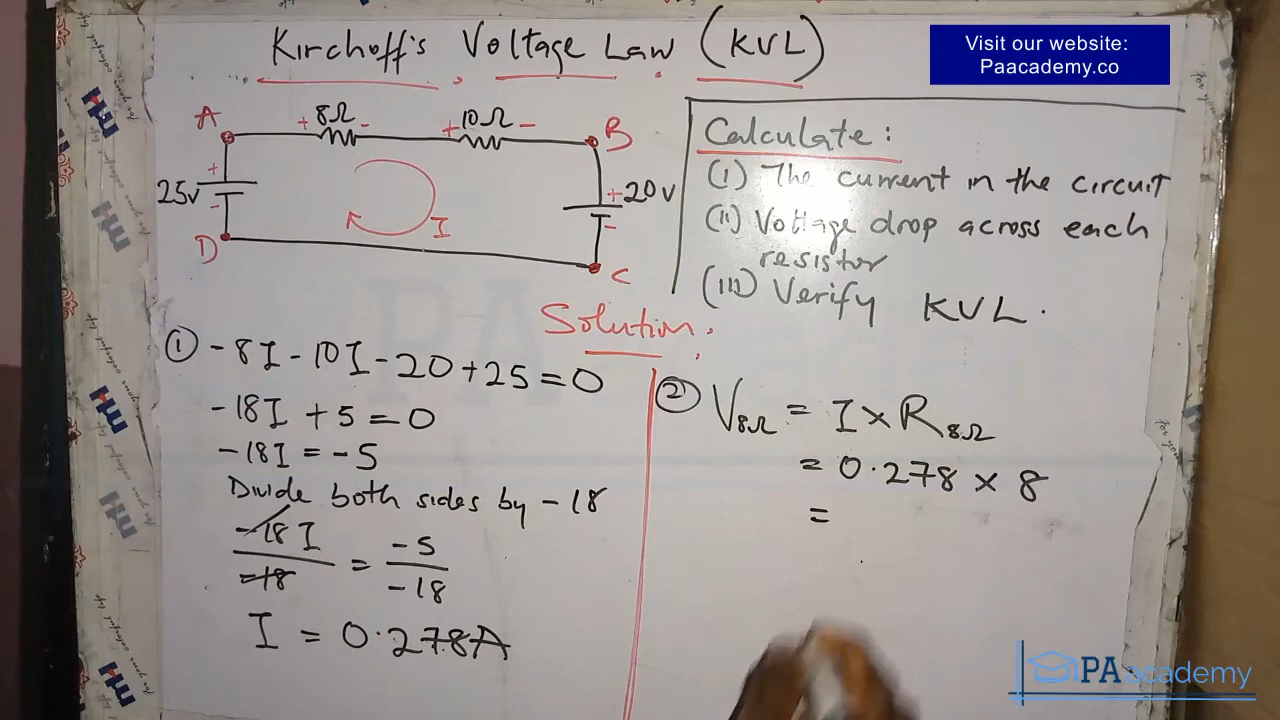 Kirchoff's Voltage Law (KVL)
Visit our website:
Paacademy.co
A
+ 8Ω -
+ 10Ω -
B
25v
+
-
I
+
20v
-
D
C
Calculate:
(I) The current in the circuit
(II) Voltage drop across each
resistor
(III) Verify KVL.
Solution.
① -8I - 10I - 20 + 25 = 0
-18I + 5 = 0
-18I = -5
Divide both sides by -18
-18I/-18 = -5/-18
I = 0.278A
② V8Ω = I × R8Ω
= 0.278 × 8
=
PA academy